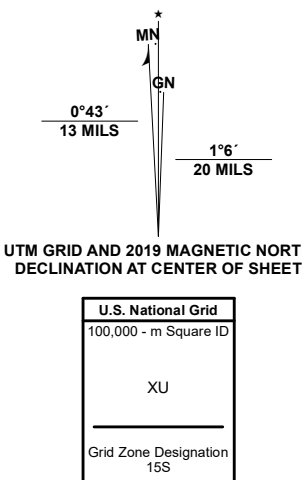 MN
GN
0°43´
13 MILS
1°6´
20 MILS
UTM GRID AND 2019 MAGNETIC NORT
DECLINATION AT CENTER OF SHEET
U.S. National Grid
100,000 - m Square ID
XU
Grid Zone Designation
15S